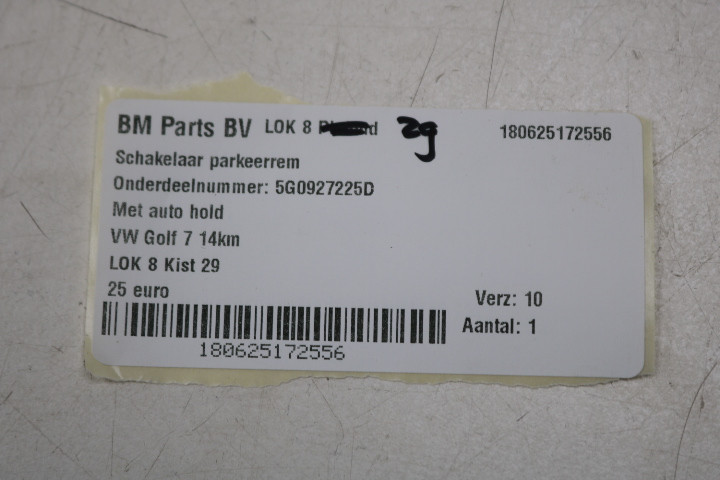 BM Parts BV LOK 8 29 180625172556
Schakelaar parkeerrem
Onderdeelnummer: 5G0927225D
Met auto hold
VW Golf 7 14km
LOK 8 Kist 29
25 euro Verz: 10
Aantal: 1
180625172556